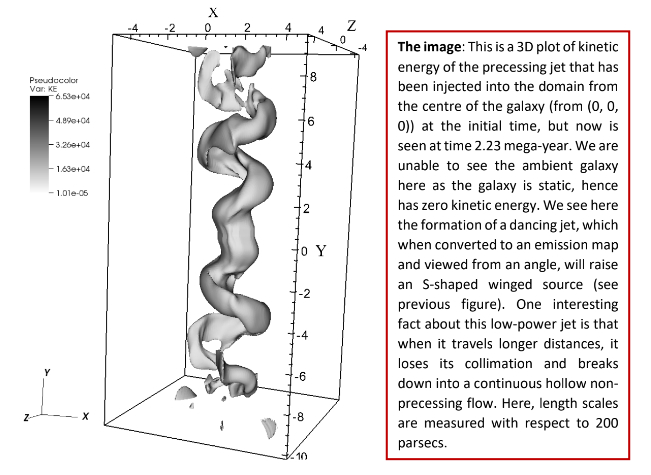 X
Z
-4 -2 0 2 4
4 0 -4
8
6
4
2
0 Y
-2
-4
-6
-8
-10
Pseudocolor
Var: KE
6.53e+04
4.89e+04
3.26e+04
1.63e+04
1.01e-05
Y
Z X
The image: This is a 3D plot of kinetic
energy of the precessing jet that has
been injected into the domain from
the centre of the galaxy (from (0, 0,
0)) at the initial time, but now is
seen at time 2.23 mega-year. We are
unable to see the ambient galaxy
here as the galaxy is static, hence
has zero kinetic energy. We see here
the formation of a dancing jet, which
when converted to an emission map
and viewed from an angle, will raise
an S-shaped winged source (see
previous figure). One interesting
fact about this low-power jet is that
when it travels longer distances, it
loses its collimation and breaks
down into a continuous hollow non-
precessing flow. Here, length scales
are measured with respect to 200
parsecs.